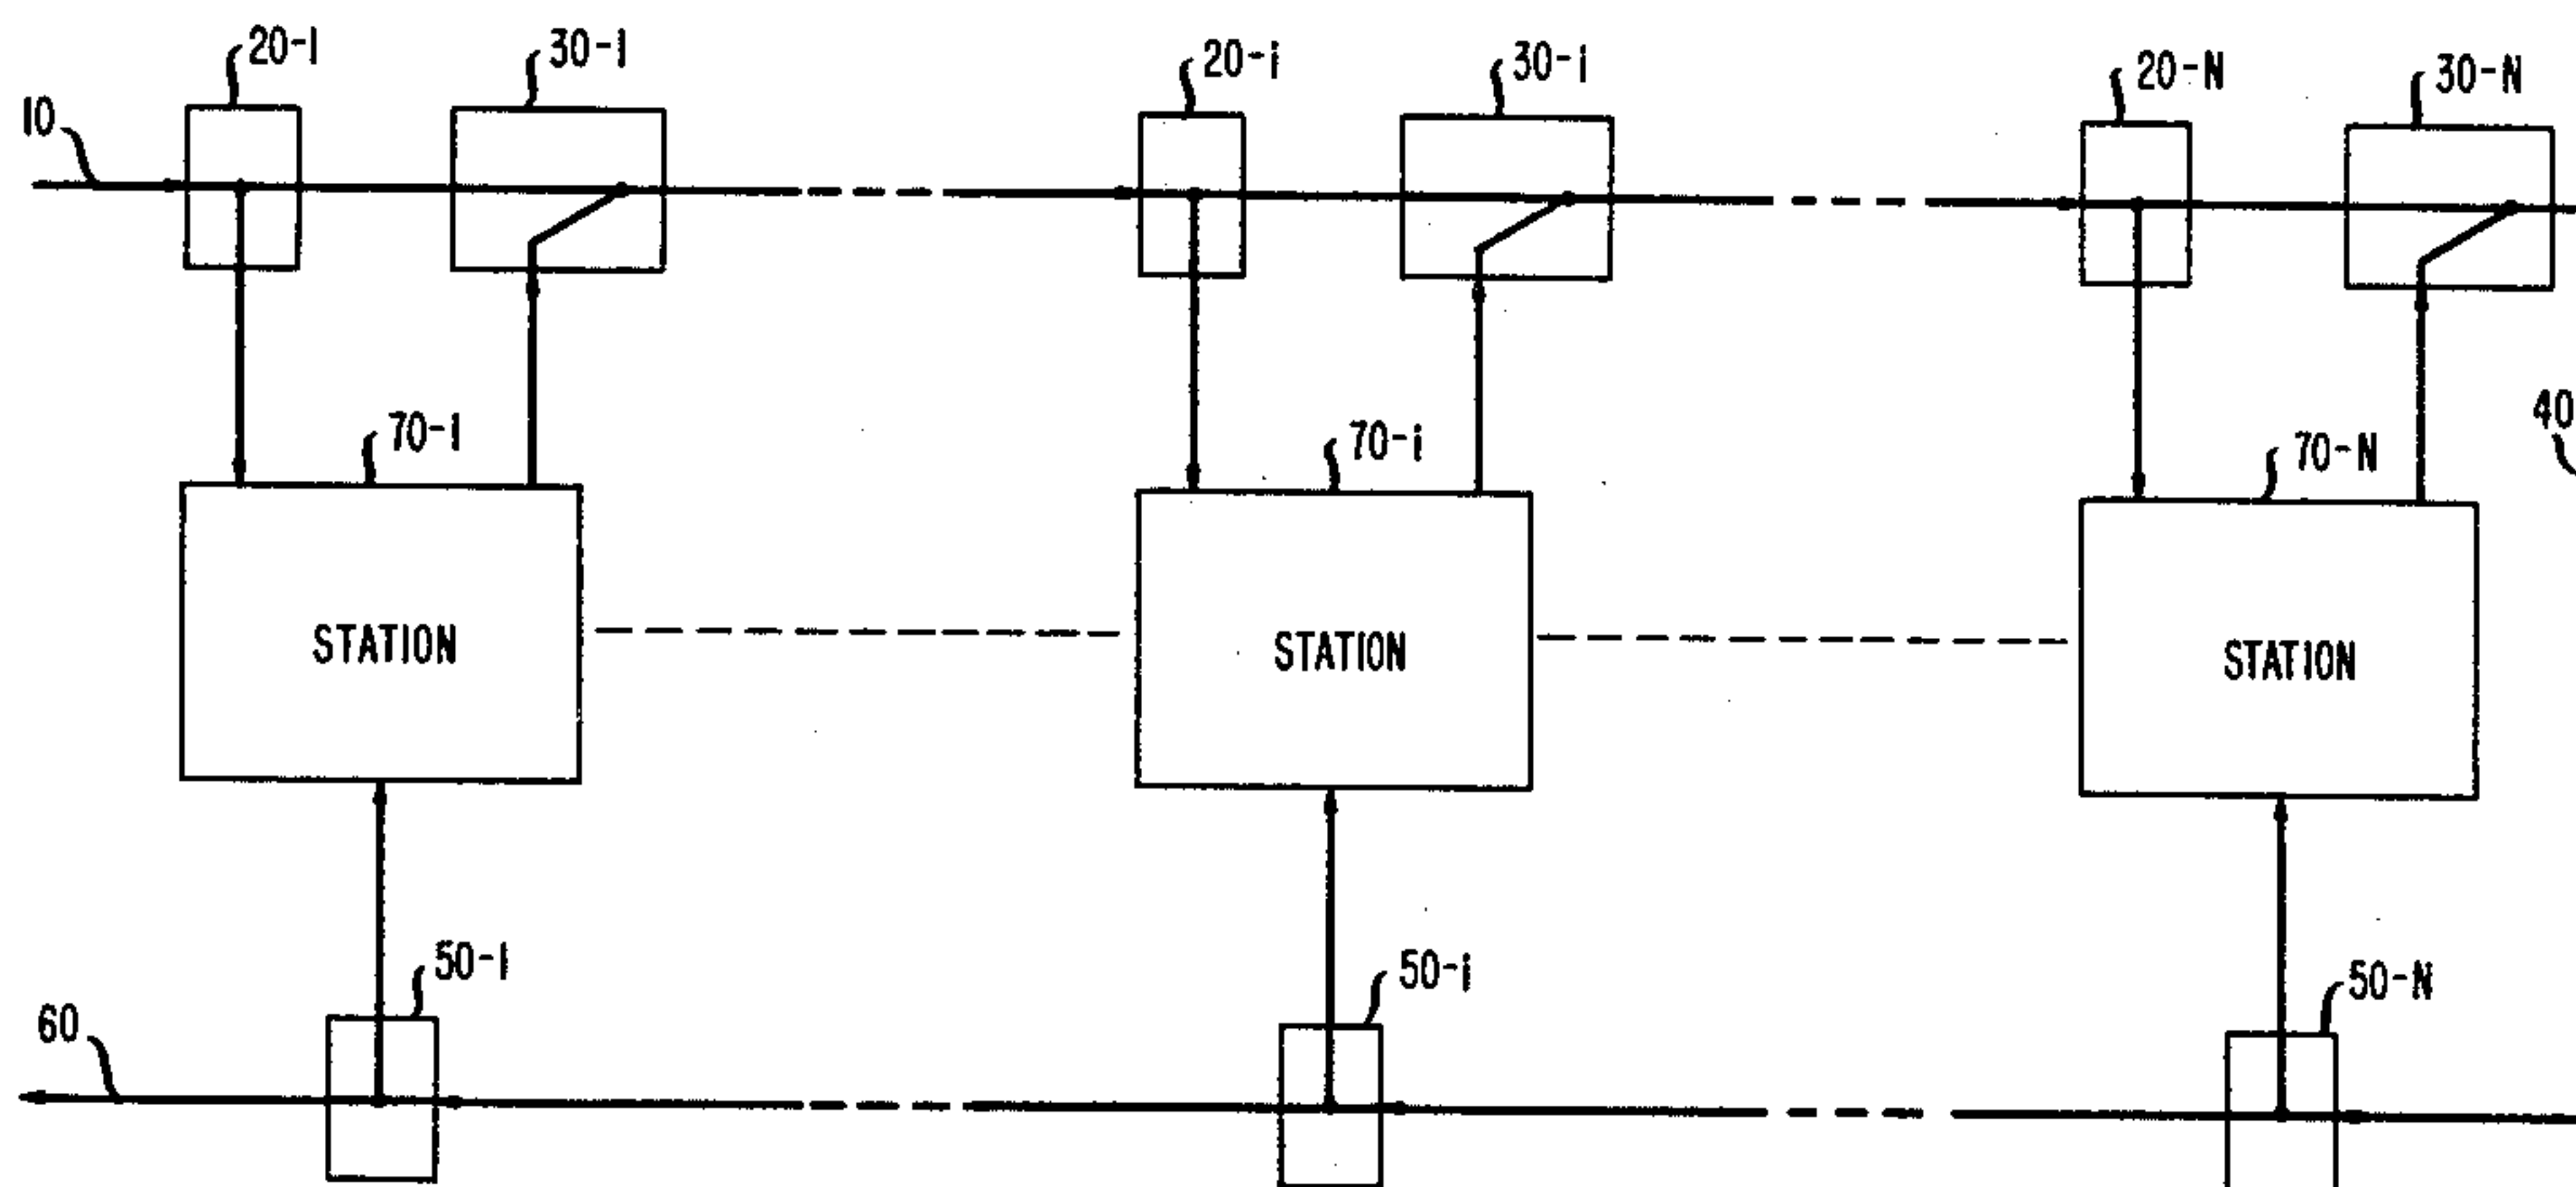 20-1
30-1
20-i
30-i
20-N
30-N
10
70-1
70-i
70-N
40
STATION
STATION
STATION
50-1
50-i
50-N
60